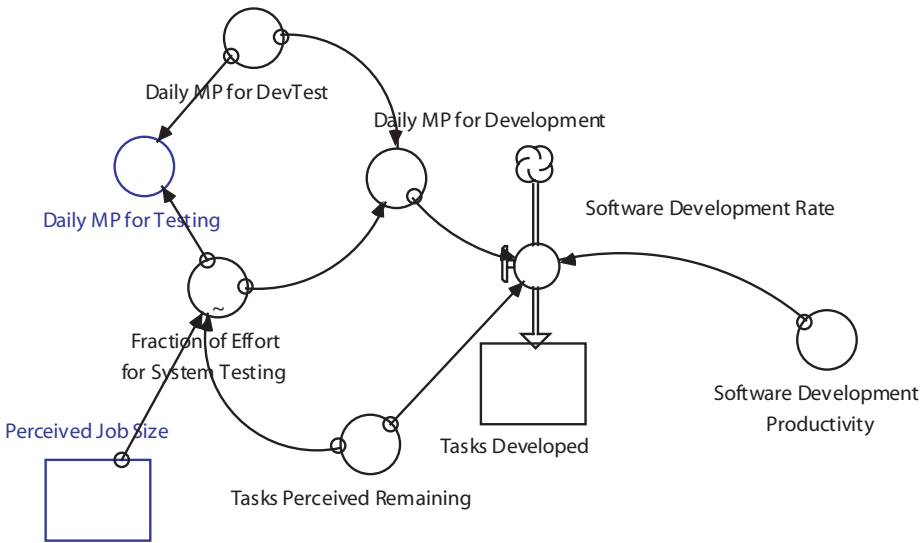 Daily MP for DevTest
Daily MP for Development
Software Development Rate
Daily MP for Testing
~
Fraction of Effort
for System Testing
Software Development
Productivity
Perceived Job Size
Tasks Developed
Tasks Perceived Remaining